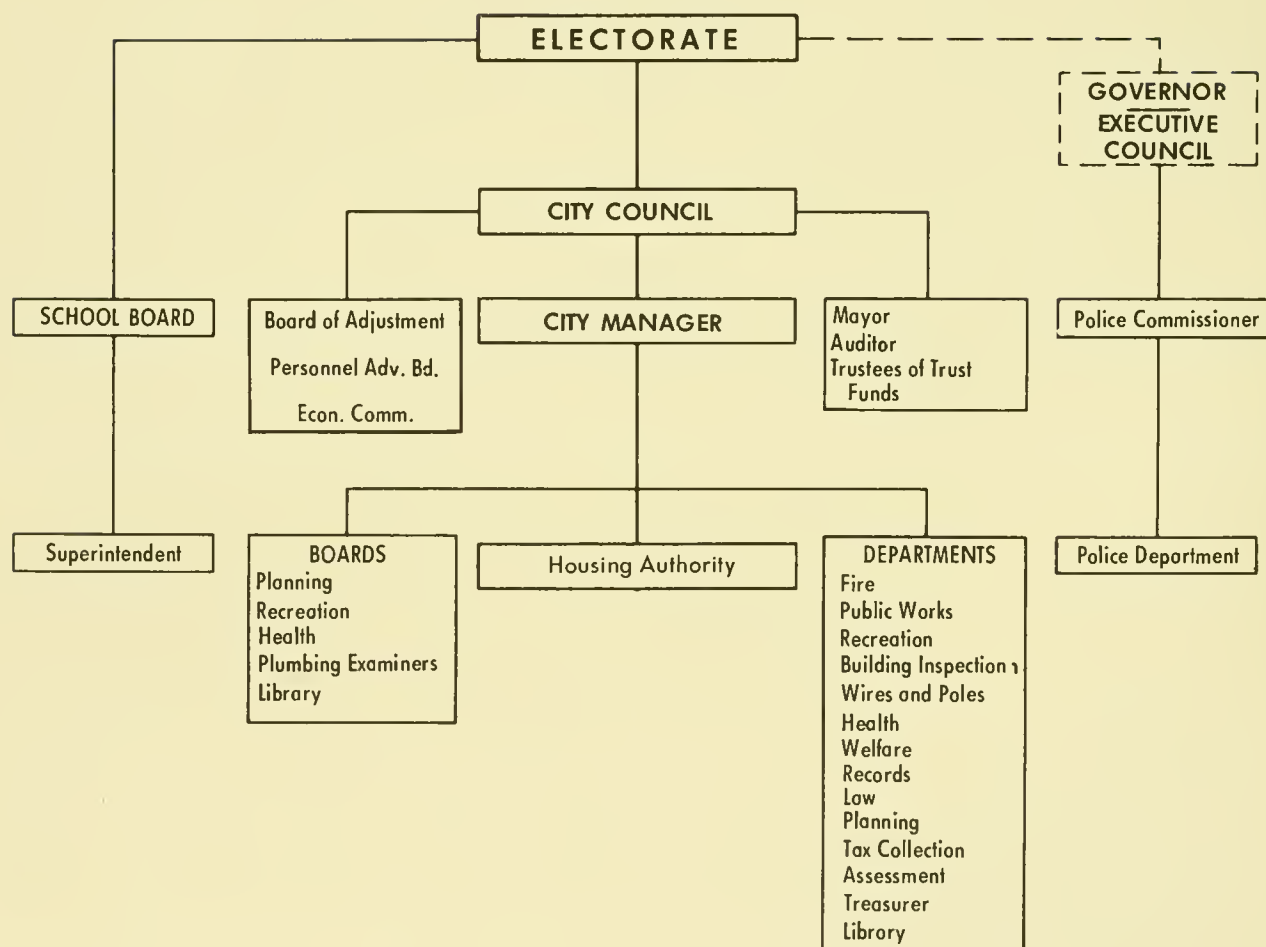 ELECTORATE
GOVERNOR
EXECUTIVE
COUNCIL
CITY COUNCIL
SCHOOL BOARD
Board of Adjustment
Personnel Adv. Bd.
Econ. Comm.
CITY MANAGER
Mayor
Auditor
Trustees of Trust
Funds
Police Commissioner
Superintendent
BOARDS
Planning
Recreation
Health
Plumbing Examiners
Library
Housing Authority
DEPARTMENTS
Fire
Public Works
Recreation
Building Inspection
Wires and Poles
Health
Welfare
Records
Law
Planning
Tax Collection
Assessment
Treasurer
Library
Police Department